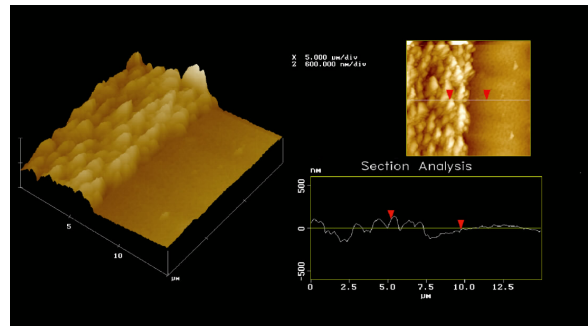 X 5.000 µm/div
Z 600.000 nm/div
5
10
µm
Section Analysis
nM
500
0
-500
0 2.5 5.0 7.5 10.0 12.5
µM